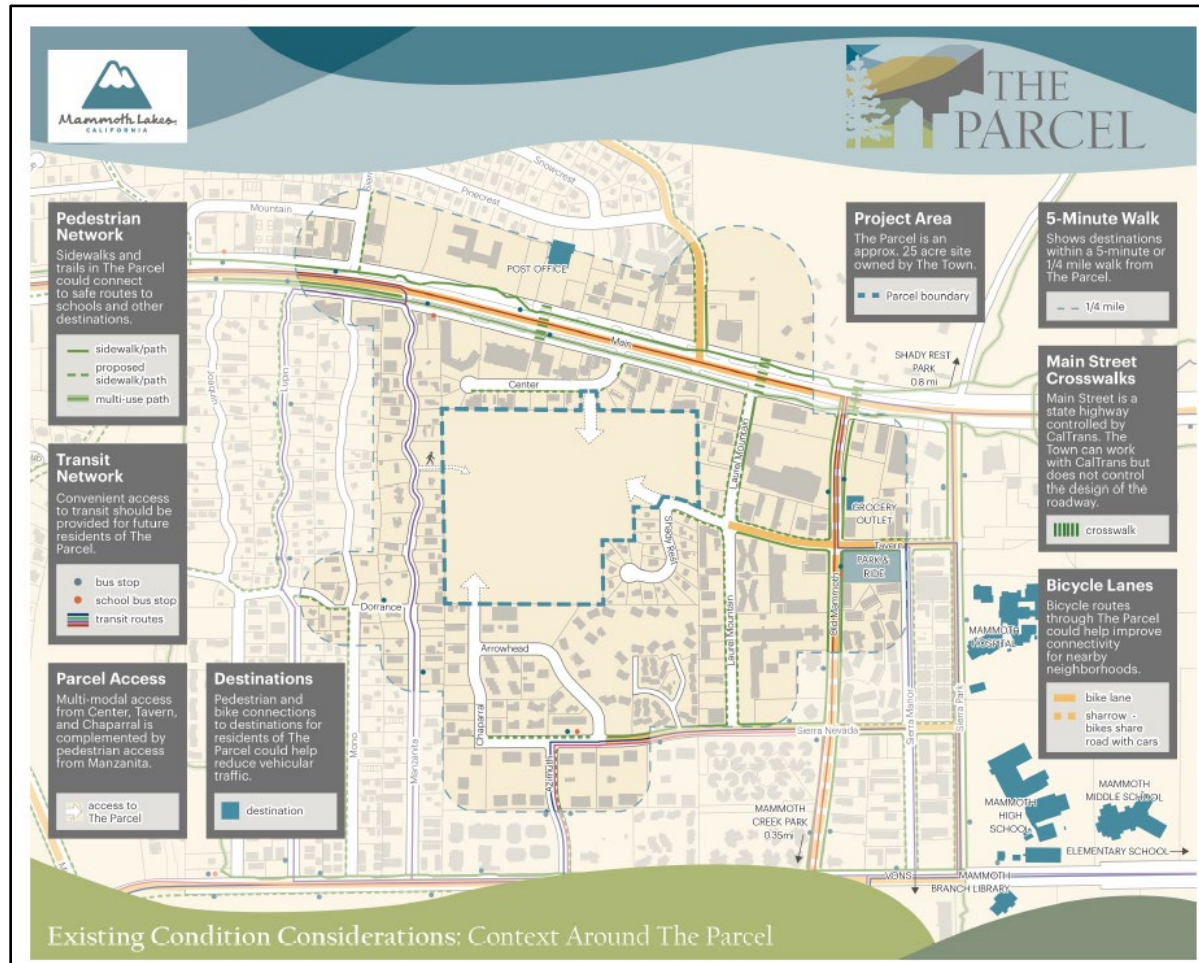 Mammoth Lakes
CALIFORNIA
THE
PARCEL
Pedestrian
Network
Sidewalks and
trails in The Parcel
could connect
to safe routes to
schools and other
destinations.
sidewalk/path
proposed
sidewalk/path
multi-use path
Transit
Network
Convenient access
to transit should be
provided for future
residents of The
Parcel.
bus stop
school bus stop
transit routes
Parcel Access
Multi-modal access
from Center, Tavern,
and Chaparral is
complemented by
pedestrian access
from Manzanita.
access to
The Parcel
Destinations
Pedestrian and
bike connections
to destinations for
residents of The
Parcel could help
reduce vehicular
traffic.
destination
Project Area
The Parcel is an
approx. 25 acre site
owned by The Town.
Parcel boundary
5-Minute Walk
Shows destinations
within a 5-minute or
1/4 mile walk from
The Parcel.
1/4 mile
Main Street
Crosswalks
Main Street is a
state highway
controlled by
CalTrans. The
Town can work
with CalTrans but
does not control
the design of the
roadway.
crosswalk
Bicycle Lanes
Bicycle routes
through The Parcel
could help improve
connectivity
for nearby
neighborhoods.
bike lane
sharrow -
bikes share
road with cars
Snowcrest
Pinecrest
Mountain
POST OFFICE
Main
Center
SHADY REST
PARK
0.8 mi
Joaquin
Lupin
Laurel Mountain
Shady Rest
GROCERY
OUTLET
Tavern
PARK &
RIDE
Old Mammoth
Dorrance
Arrowhead
Laurel Mountain
MAMMOTH
HOSPITAL
Chaparral
Mono
Manzanita
Azimuth
Sierra Nevada
Sierra Manor
Sierra Park
MAMMOTH
CREEK PARK
0.35mi
MAMMOTH
HIGH
SCHOOL
MAMMOTH
MIDDLE SCHOOL
ELEMENTARY SCHOOL
VONS
MAMMOTH
BRANCH LIBRARY
Existing Condition Considerations: Context Around The Parcel